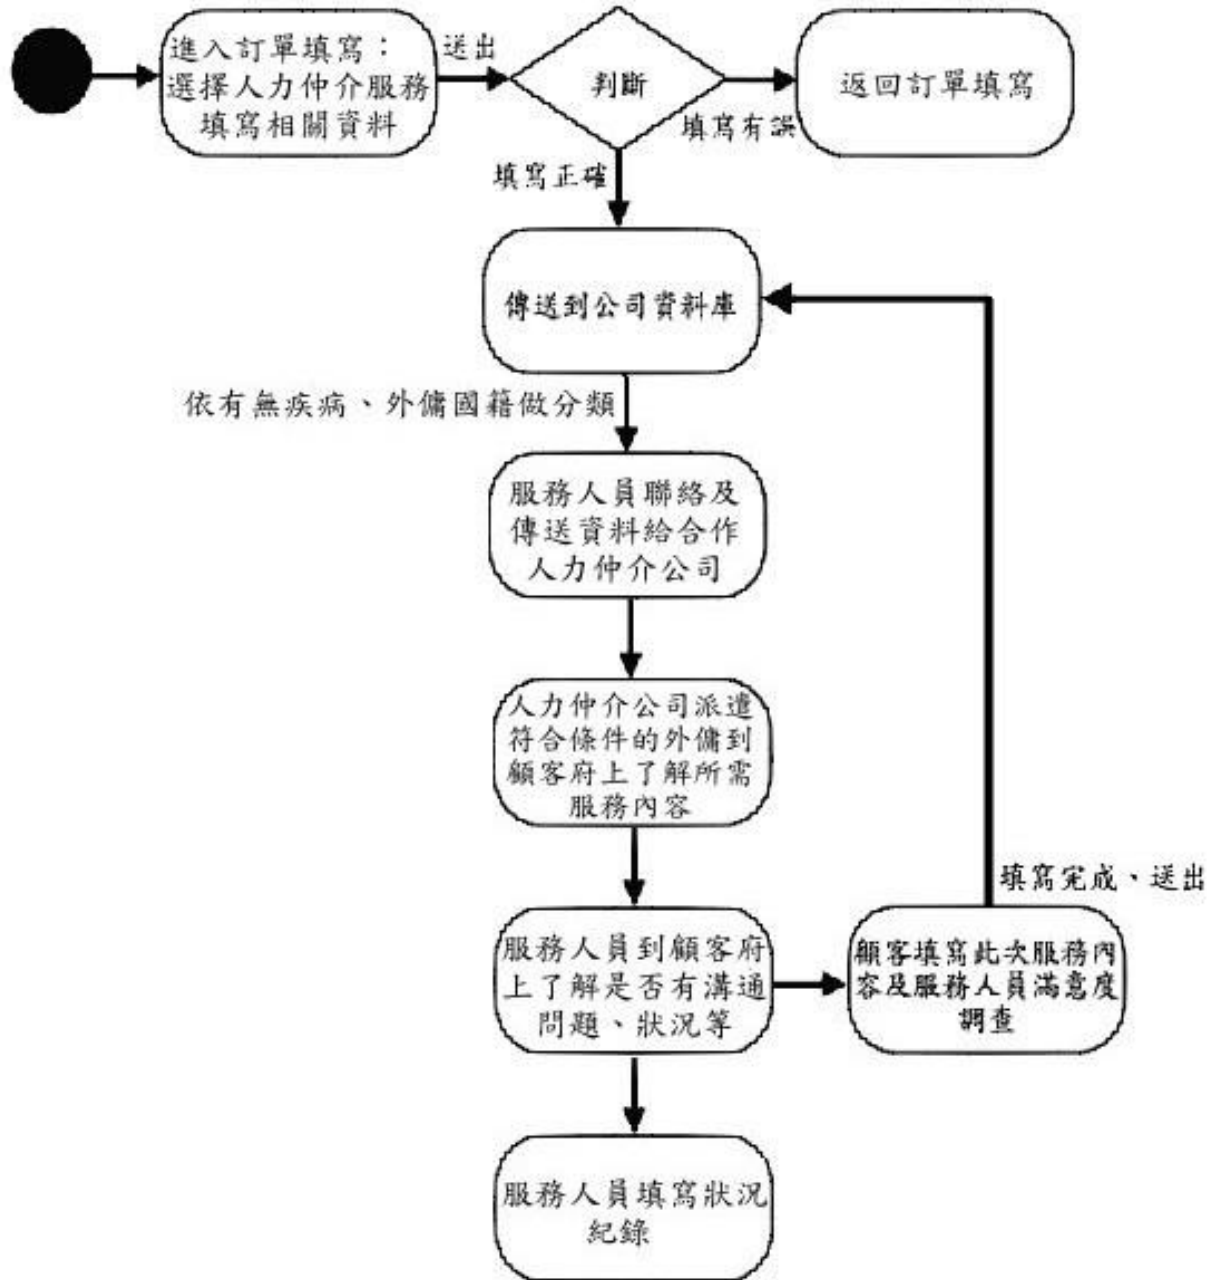 進入訂單填寫：
選擇人力仲介服務
填寫相關資料
送出
判斷
填寫有誤
返回訂單填寫
填寫正確
傳送到公司資料庫
依有無疾病、外傭國籍做分類
服務人員聯絡及
傳送資料給合作
人力仲介公司
人力仲介公司派遣
符合條件的外傭到
顧客府上了解所需
服務內容
服務人員到顧客府
上了解是否有溝通
問題、狀況等
顧客填寫此次服務內
容及服務人員滿意度
調查
填寫完成、送出
服務人員填寫狀況
紀錄